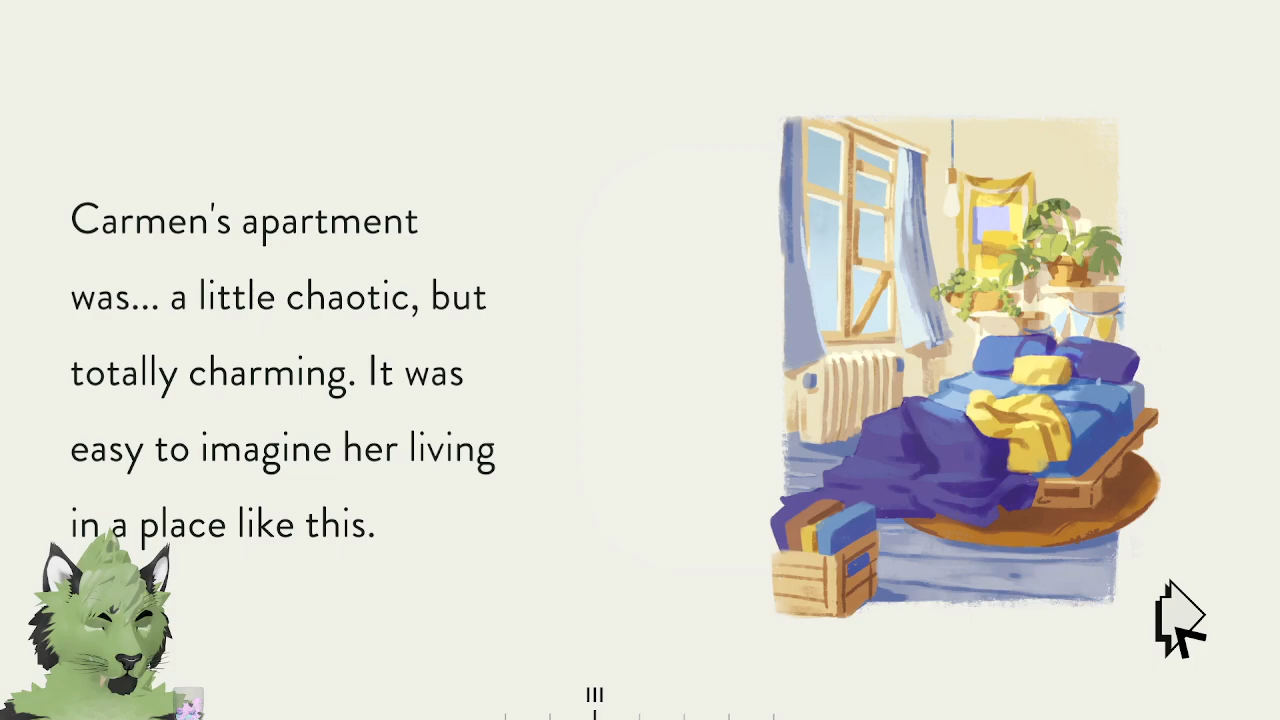 Carmen's apartment
was... a little chaotic, but
totally charming. It was
easy to imagine her living
in a place like this.
III